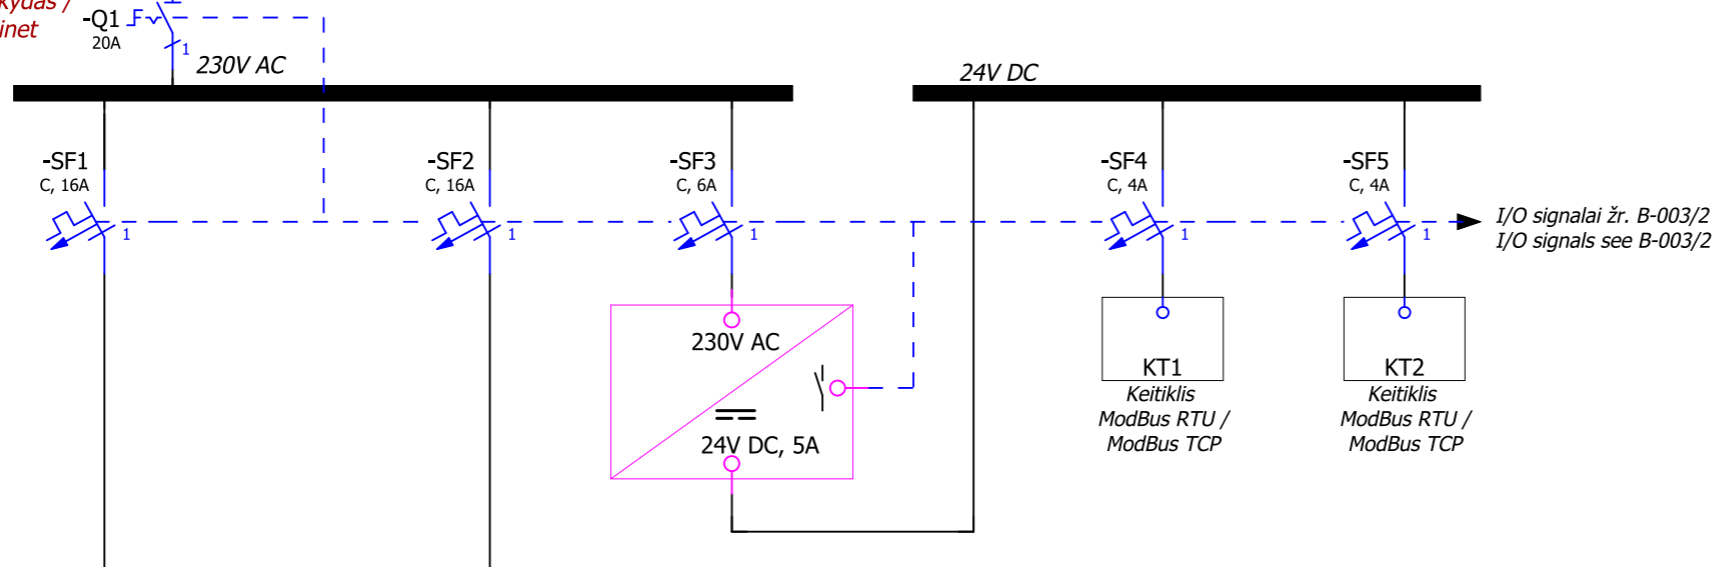 -Q1
20A
inet
1
230V AC
24V DC
-SF1
C, 16A
1
-SF2
C, 16A
1
-SF3
C, 6A
1
-SF4
C, 4A
1
-SF5
C, 4A
1
I/O signalai žr. B-003/2
I/O signals see B-003/2
230V AC
24V DC, 5A
KT1
Keitiklis
ModBus RTU /
ModBus TCP
KT2
Keitiklis
ModBus RTU /
ModBus TCP